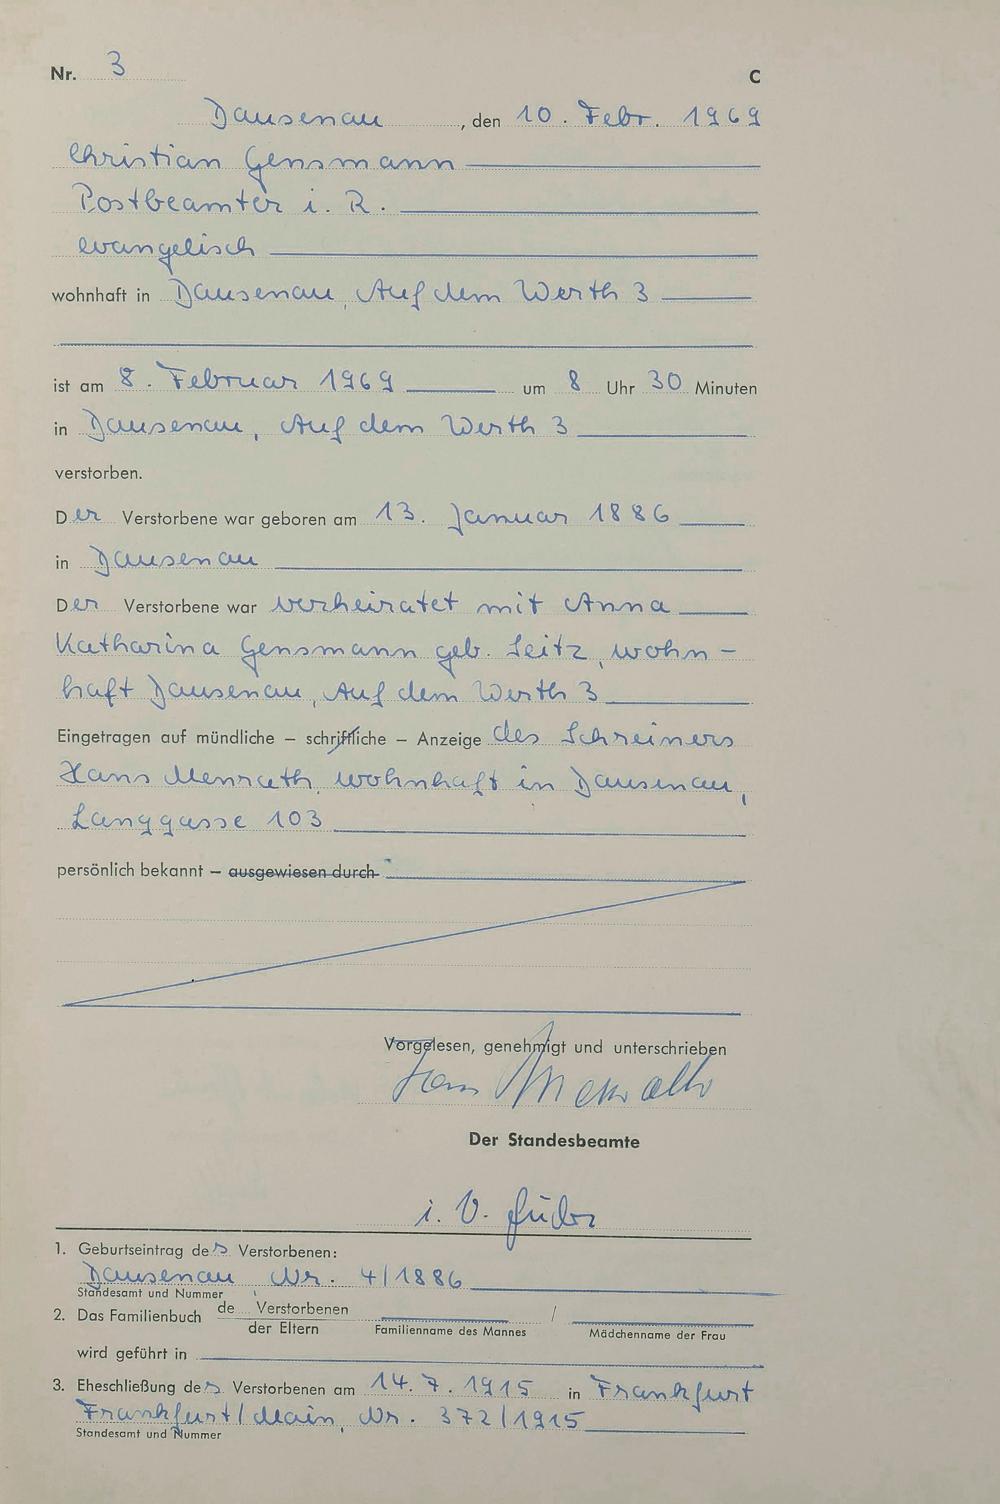 Nr. 3 C
Dausenau, den 10. Febr. 1969
Christian Gensmann
Postbeamter i. R.
evangelisch
wohnhaft in Dausenau, Auf dem Werth 3
ist am 8. Februar 1969 um 8 Uhr 30 Minuten
in Dausenau, Auf dem Werth 3
verstorben.
Der Verstorbene war geboren am 13. Januar 1886
in Dausenau
Der Verstorbene war verheiratet mit Anna
Katharina Gensmann geb. Seitz, wohn-
haft Dausenau, Auf dem Werth 3
Eingetragen auf mündliche – schriftliche – Anzeige des Schreiners
Hans Menrath, wohnhaft in Dausenau,
Langgasse 103
persönlich bekannt – ausgewiesen durch
Vorgelesen, genehmigt und unterschrieben
Hans Menrath
Der Standesbeamte
i. V.
1. Geburtseintrag des Verstorbenen:
Dausenau Nr. 4/1886
Standesamt und Nummer
2. Das Familienbuch de Verstorbenen /
der Eltern Familienname des Mannes Mädchenname der Frau
wird geführt in
3. Eheschließung des Verstorbenen am 14.7.1915 in Frankfurt
Frankfurt/Main, Nr. 372/1915
Standesamt und Nummer